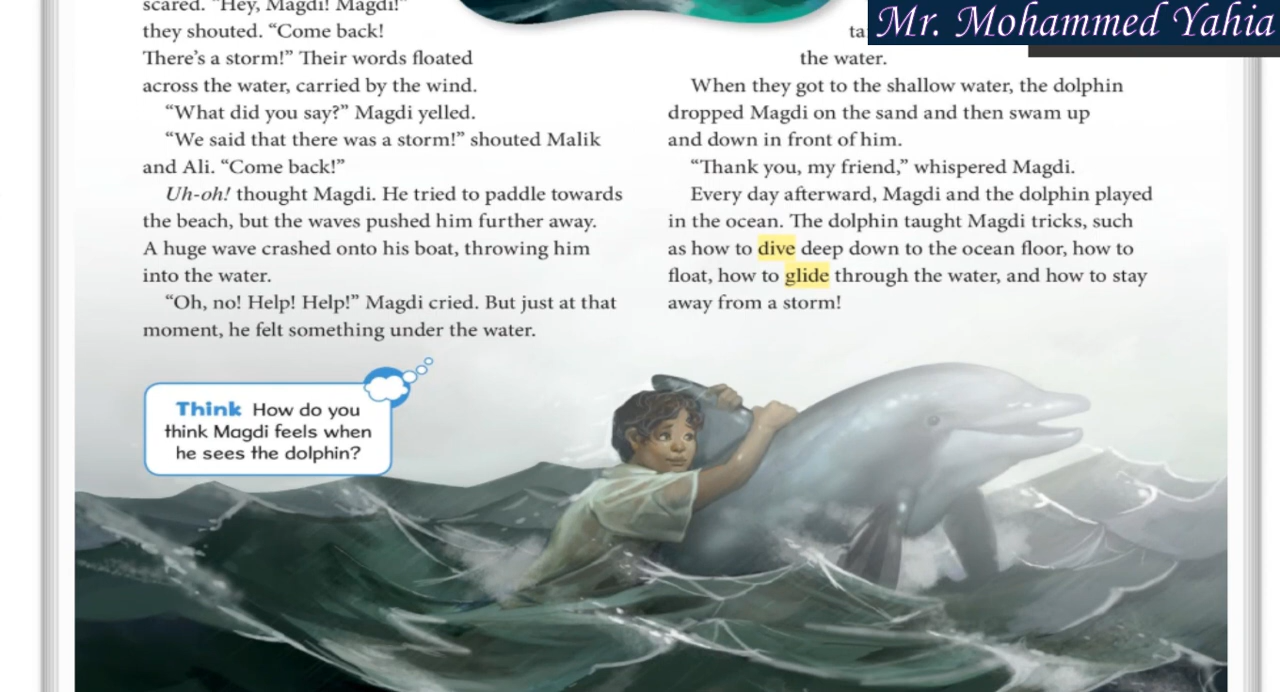 scared. "Hey, Magdi! Magdi!"
they shouted. “Come back!
There’s a storm!” Their words floated
across the water, carried by the wind.
“What did you say?” Magdi yelled.
“We said that there was a storm!” shouted Malik
and Ali. “Come back!”
Uh-oh! thought Magdi. He tried to paddle towards
the beach, but the waves pushed him further away.
A huge wave crashed onto his boat, throwing him
into the water.
“Oh, no! Help! Help!” Magdi cried. But just at that
moment, he felt something under the water.
Think How do you
think Magdi feels when
he sees the dolphin?
Mr. Mohammed Yahia
the water.
When they got to the shallow water, the dolphin
dropped Magdi on the sand and then swam up
and down in front of him.
“Thank you, my friend,” whispered Magdi.
Every day afterward, Magdi and the dolphin played
in the ocean. The dolphin taught Magdi tricks, such
as how to dive deep down to the ocean floor, how to
float, how to glide through the water, and how to stay
away from a storm!